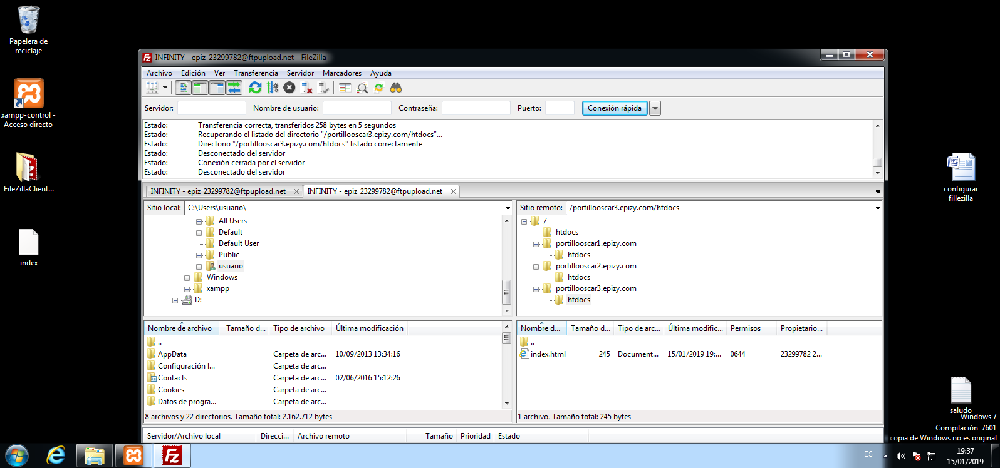 Papelera de
reciclaje
xampp-control -
Acceso directo
FileZillaClient...
index
INFINITY - epiz_23299782@ftpupload.net - FileZilla
Archivo Edición Ver Transferencia Servidor Marcadores Ayuda
Servidor: Nombre de usuario: Contraseña: Puerto: Conexión rápida
Estado: Transferencia correcta, transferidos 258 bytes en 5 segundos
Estado: Recuperando el listado del directorio "/portillooscar3.epizy.com/htdocs"...
Estado: Directorio "/portillooscar3.epizy.com/htdocs" listado correctamente
Estado: Desconectado del servidor
Estado: Conexión cerrada por el servidor
Estado: Desconectado del servidor
INFINITY - epiz_23299782@ftpupload.net INFINITY - epiz_23299782@ftpupload.net
Sitio local: C:\Users\usuario\
All Users
Default
Default User
Public
usuario
Windows
xampp
D:
Sitio remoto: /portillooscar3.epizy.com/htdocs
/
htdocs
portillooscar1.epizy.com
htdocs
portillooscar2.epizy.com
htdocs
portillooscar3.epizy.com
htdocs
Nombre de archivo Tamaño d... Tipo de archivo Última modificación
..
AppData Carpeta de arc... 10/09/2013 13:34:16
Configuración l... Carpeta de arc...
Contacts Carpeta de arc... 02/06/2016 15:12:26
Cookies Carpeta de arc...
Datos de progra... Carpeta de arc...
8 archivos y 22 directorios. Tamaño total: 2.162.712 bytes
Nombre d... Tamaño d... Tipo de arc... Última modific... Permisos Propietario...
..
index.html 245 Document... 15/01/2019 19:... 0644 23299782 2...
1 archivo. Tamaño total: 245 bytes
Servidor/Archivo local Direcci... Archivo remoto Tamaño Prioridad Estado
configurar
fillezilla
saludo
Windows 7
Compilación 7601
copia de Windows no es original
ES
19:37
15/01/2019